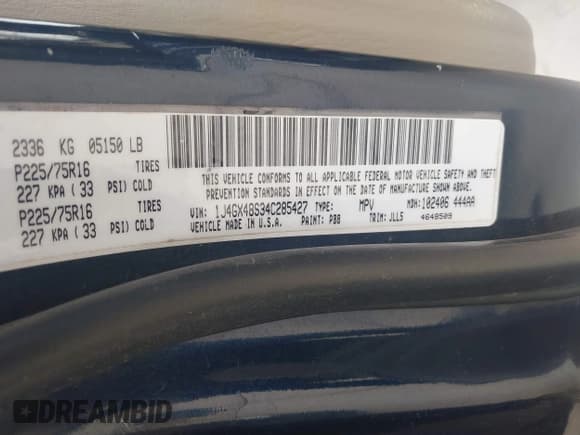 2336 KG 05150 LB
P225/75R16 TIRES
227 KPA ( 33 PSI) COLD
P225/75R16 TIRES
227 KPA ( 33 PSI) COLD
THIS VEHICLE CONFORMS TO ALL APPLICABLE FEDERAL MOTOR VEHICLE SAFETY AND THEFT
PREVENTION STANDARDS IN EFFECT ON THE DATE OF MANUFACTURE SHOWN ABOVE.
VIN: 1J4GX48S34C285427 TYPE: MPV MDH: 102406 444AA
VEHICLE MADE IN U.S.A. PAINT: PBB TRIM: JLL5 4648509
DREAMBID